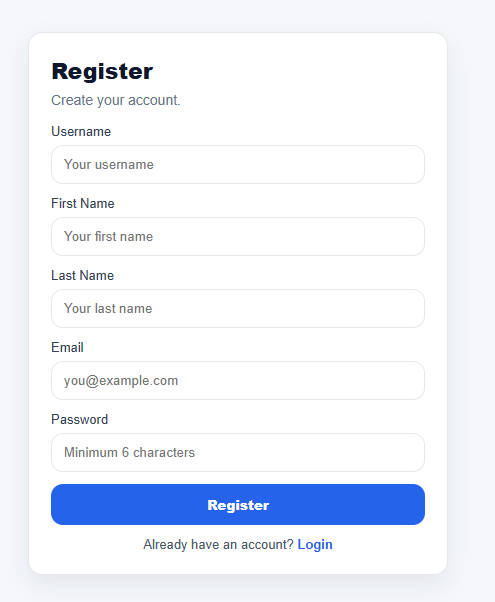 Register
Create your account.
Username
Your username
First Name
Your first name
Last Name
Your last name
Email
you@example.com
Password
Minimum 6 characters
Register
Already have an account? Login